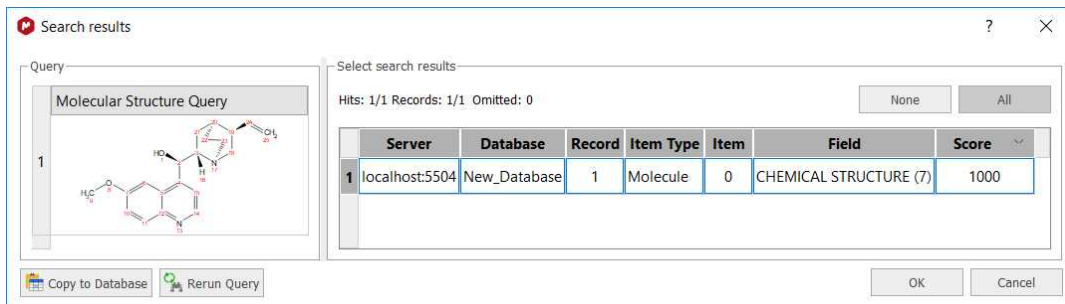 Search results
?
Query
Select search results
Molecular Structure Query
Hits: 1/1 Records: 1/1 Omitted: 0
None
All
Server Database Record Item Type Item Field Score
1 localhost:5504 New_Database 1 Molecule 0 CHEMICAL STRUCTURE (7) 1000
1
HO
N
H
CH₂
H₃C
O
N
Copy to Database
Rerun Query
OK
Cancel